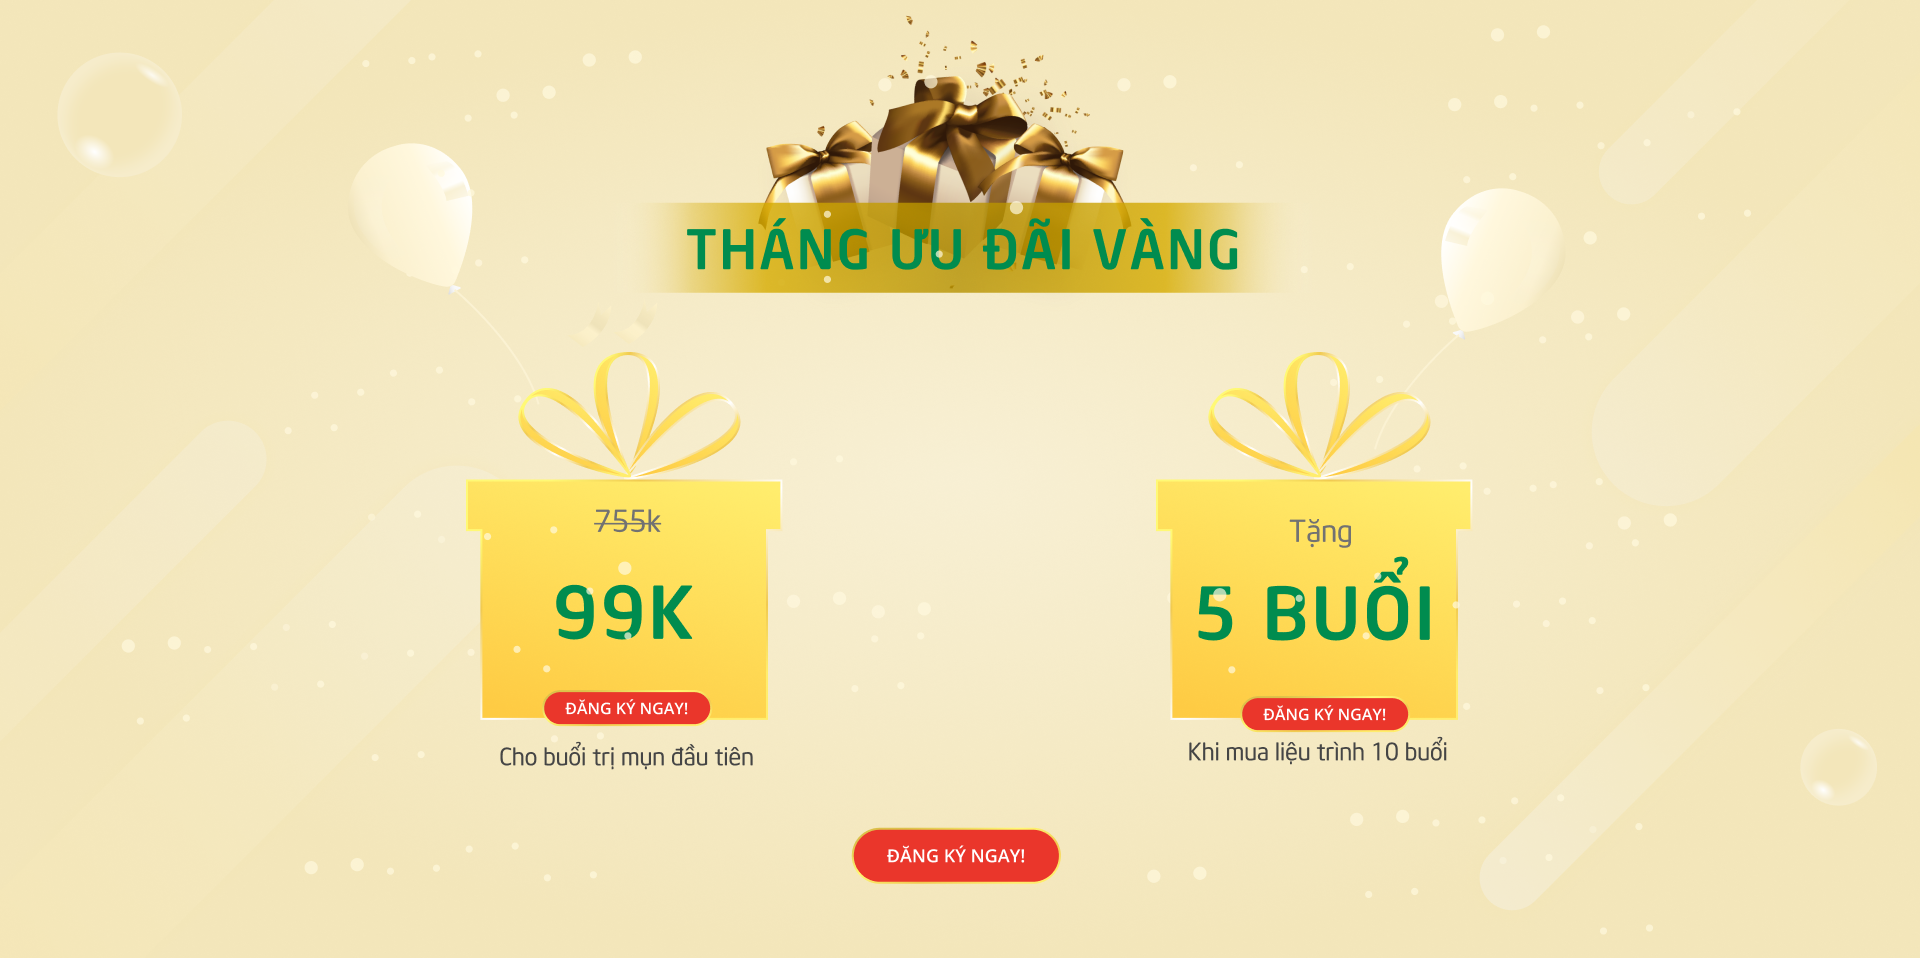 THÁNG ƯU ĐÃI VÀNG
755k
99K
ĐĂNG KÝ NGAY!
Cho buổi trị mụn đầu tiên
Tặng
5 BUỔI
ĐĂNG KÝ NGAY!
Khi mua liệu trình 10 buổi
ĐĂNG KÝ NGAY!